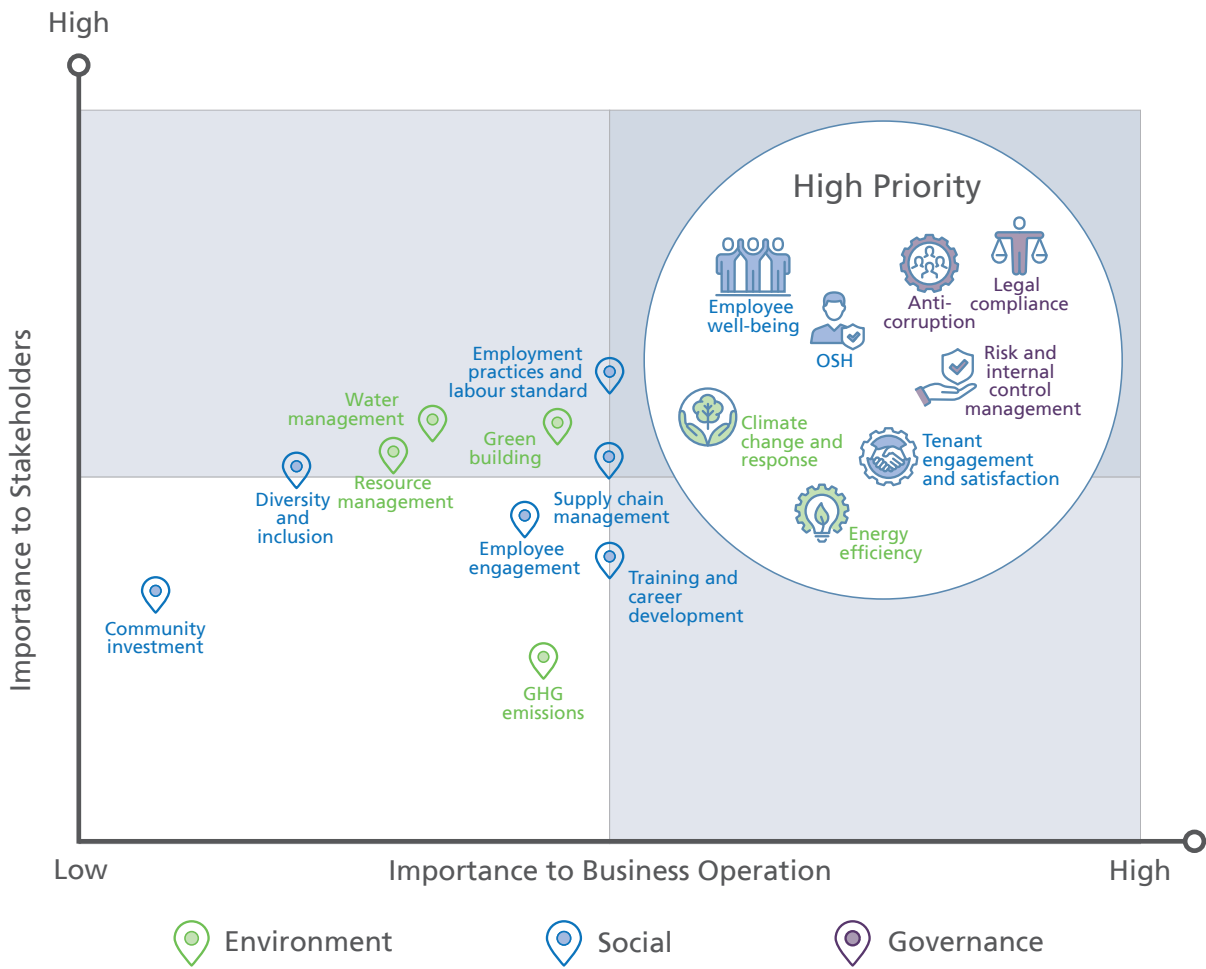 High
High Priority
Employee
well-being
OSH
Anti-
corruption
Legal
compliance
Risk and
internal
control
management
Climate
change and
response
Tenant
engagement
and satisfaction
Energy
efficiency
Employment
practices and
labour standard
Water
management
Green
building
Resource
management
Diversity
and
inclusion
Supply chain
management
Employee
engagement
Training and
career
development
Community
investment
GHG
emissions
Importance to Stakeholders
Low
Importance to Business Operation
High
Environment
Social
Governance